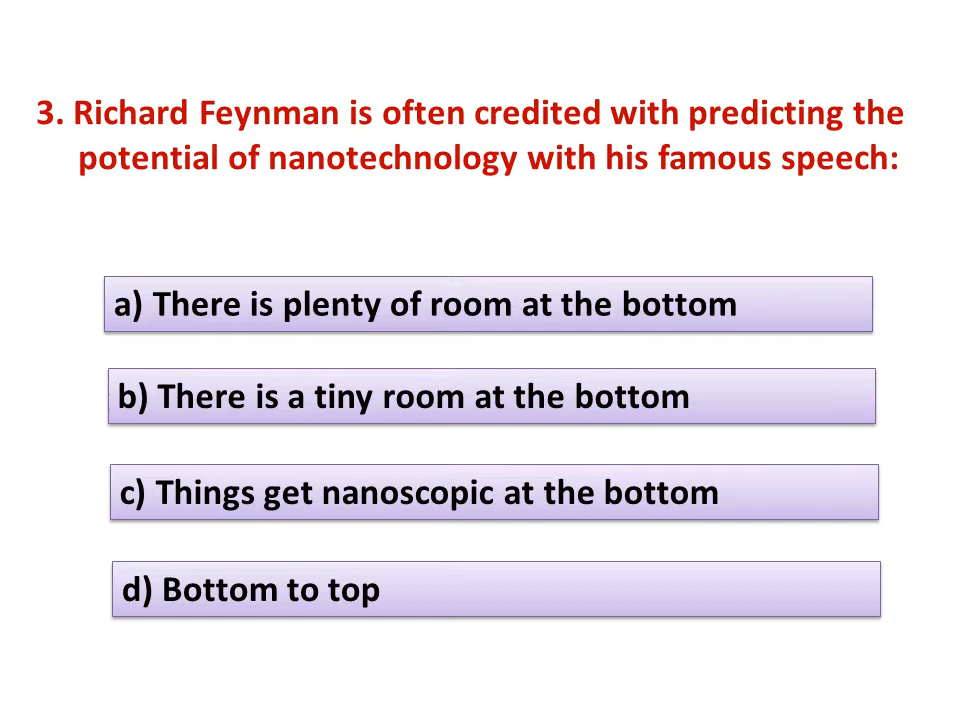 3. Richard Feynman is often credited with predicting the
potential of nanotechnology with his famous speech:
a) There is plenty of room at the bottom
b) There is a tiny room at the bottom
c) Things get nanoscopic at the bottom
d) Bottom to top